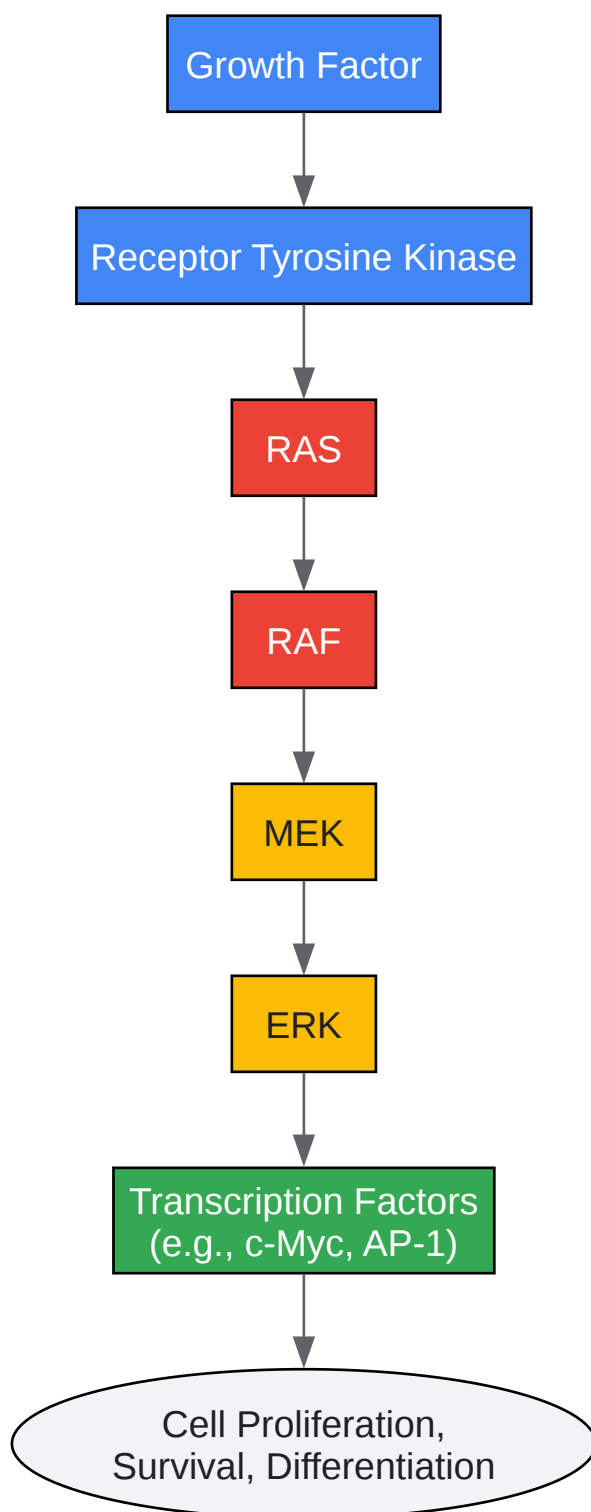 Growth Factor
Receptor Tyrosine Kinase
RAS
RAF
MEK
ERK
Transcription Factors
(e.g., c-Myc, AP-1)
Cell Proliferation,
Survival, Differentiation